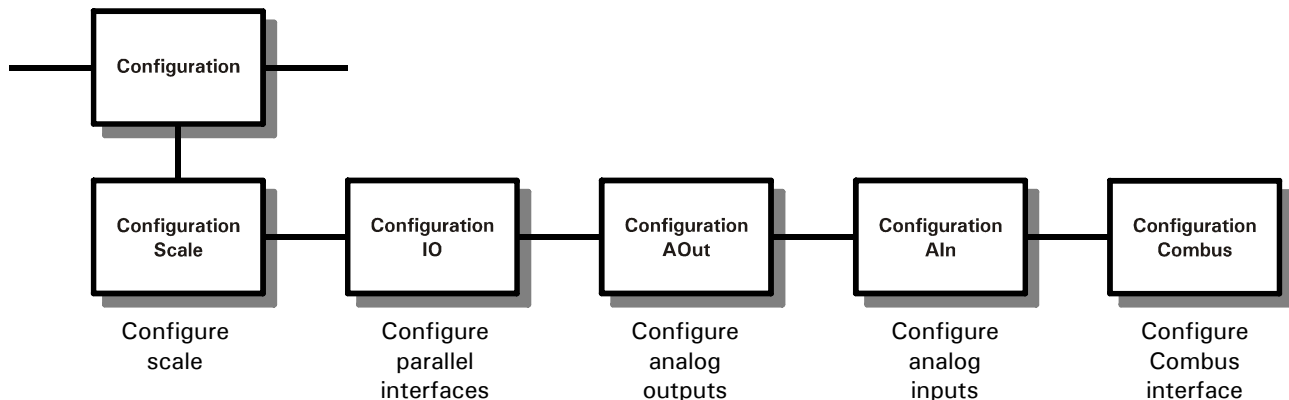 Configuration
Configuration
Scale
Configuration
IO
Configuration
AOut
Configuration
AIn
Configuration
Combus
Configure
scale
Configure
parallel
interfaces
Configure
analog
outputs
Configure
analog
inputs
Configure
Combus
interface